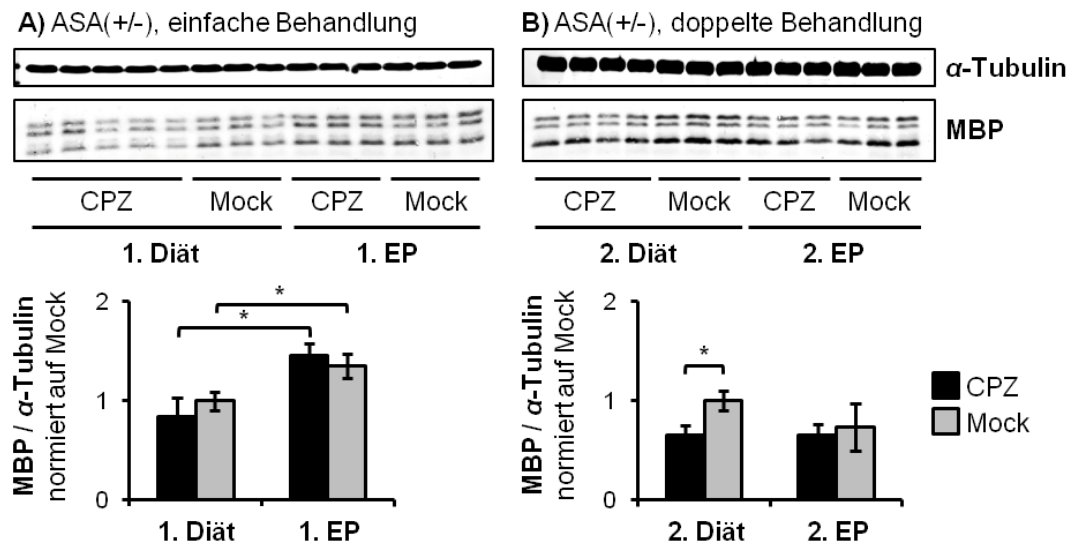 A) ASA(+/-), einfache Behandlung
B) ASA(+/-), doppelte Behandlung
α-Tubulin
MBP
CPZ Mock CPZ Mock
1. Diät 1. EP
CPZ Mock CPZ Mock
2. Diät 2. EP
MBP / α-Tubulin
normiert auf Mock
2
1
0
*
*
1. Diät 1. EP
MBP / α-Tubulin
normiert auf Mock
2
1
0
*
2. Diät 2. EP
CPZ
Mock